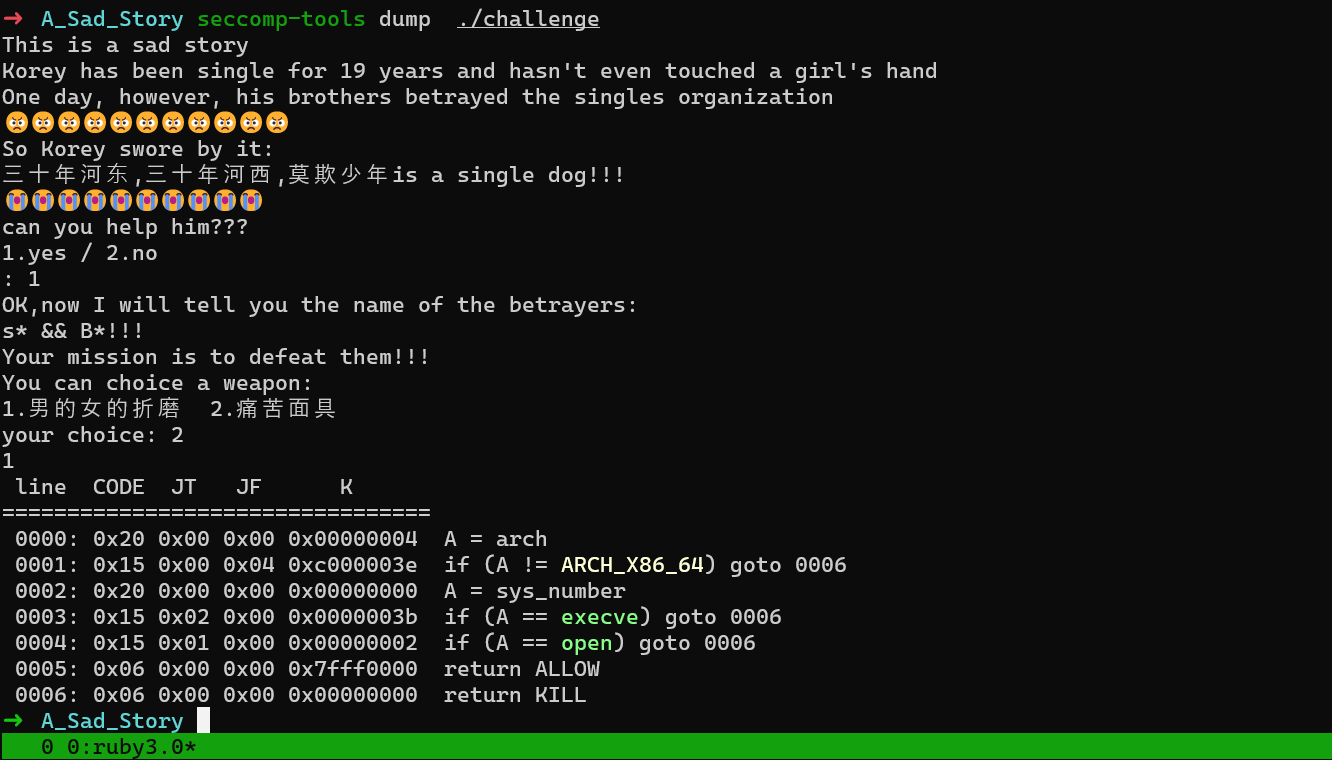 ➜ A_Sad_Story seccomp-tools dump ./challenge
This is a sad story
Korey has been single for 19 years and hasn't even touched a girl's hand
One day, however, his brothers betrayed the singles organization
😡😡😡😡😡😡😡😡😡😡😡
So Korey swore by it:
三十年河东,三十年河西,莫欺少年is a single dog!!!
😭😭😭😭😭😭😭😭😭😭
can you help him???
1.yes / 2.no
: 1
OK,now I will tell you the name of the betrayers:
s* && B*!!!
Your mission is to defeat them!!!
You can choice a weapon:
1.男的女的折磨  2.痛苦面具
your choice: 2
1
 line  CODE  JT   JF      K
=================================
 0000: 0x20 0x00 0x00 0x00000004  A = arch
 0001: 0x15 0x00 0x04 0xc000003e  if (A != ARCH_X86_64) goto 0006
 0002: 0x20 0x00 0x00 0x00000000  A = sys_number
 0003: 0x15 0x02 0x00 0x0000003b  if (A == execve) goto 0006
 0004: 0x15 0x01 0x00 0x00000002  if (A == open) goto 0006
 0005: 0x06 0x00 0x00 0x7fff0000  return ALLOW
 0006: 0x06 0x00 0x00 0x00000000  return KILL
➜ A_Sad_Story
0 0:ruby3.0*